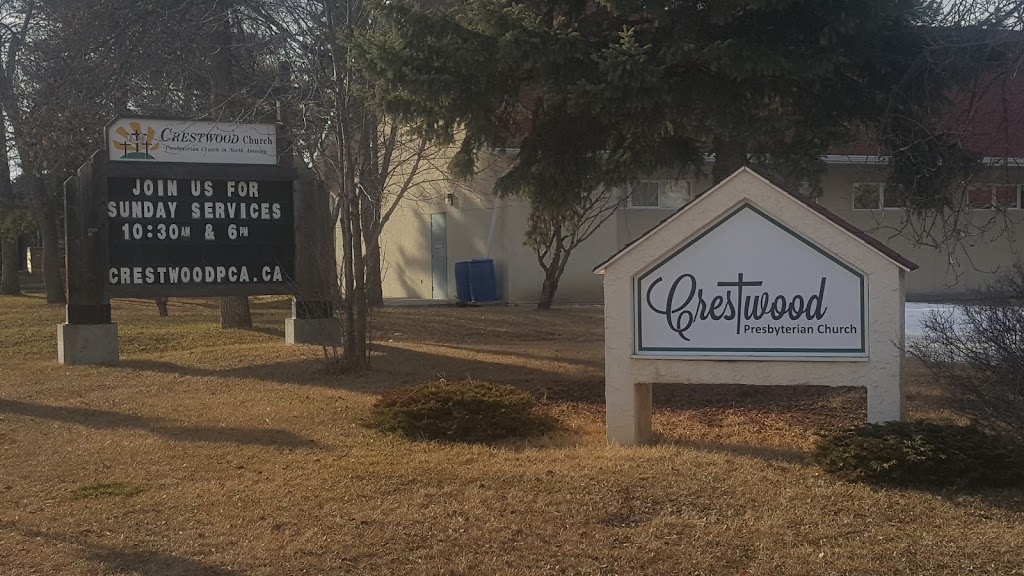 CRESTWOOD Church
Presbyterian Church in North America
JOIN US FOR
SUNDAY SERVICES
10:30AM & 6PM
CRESTWOODPCA.CA
Crestwood
Presbyterian Church